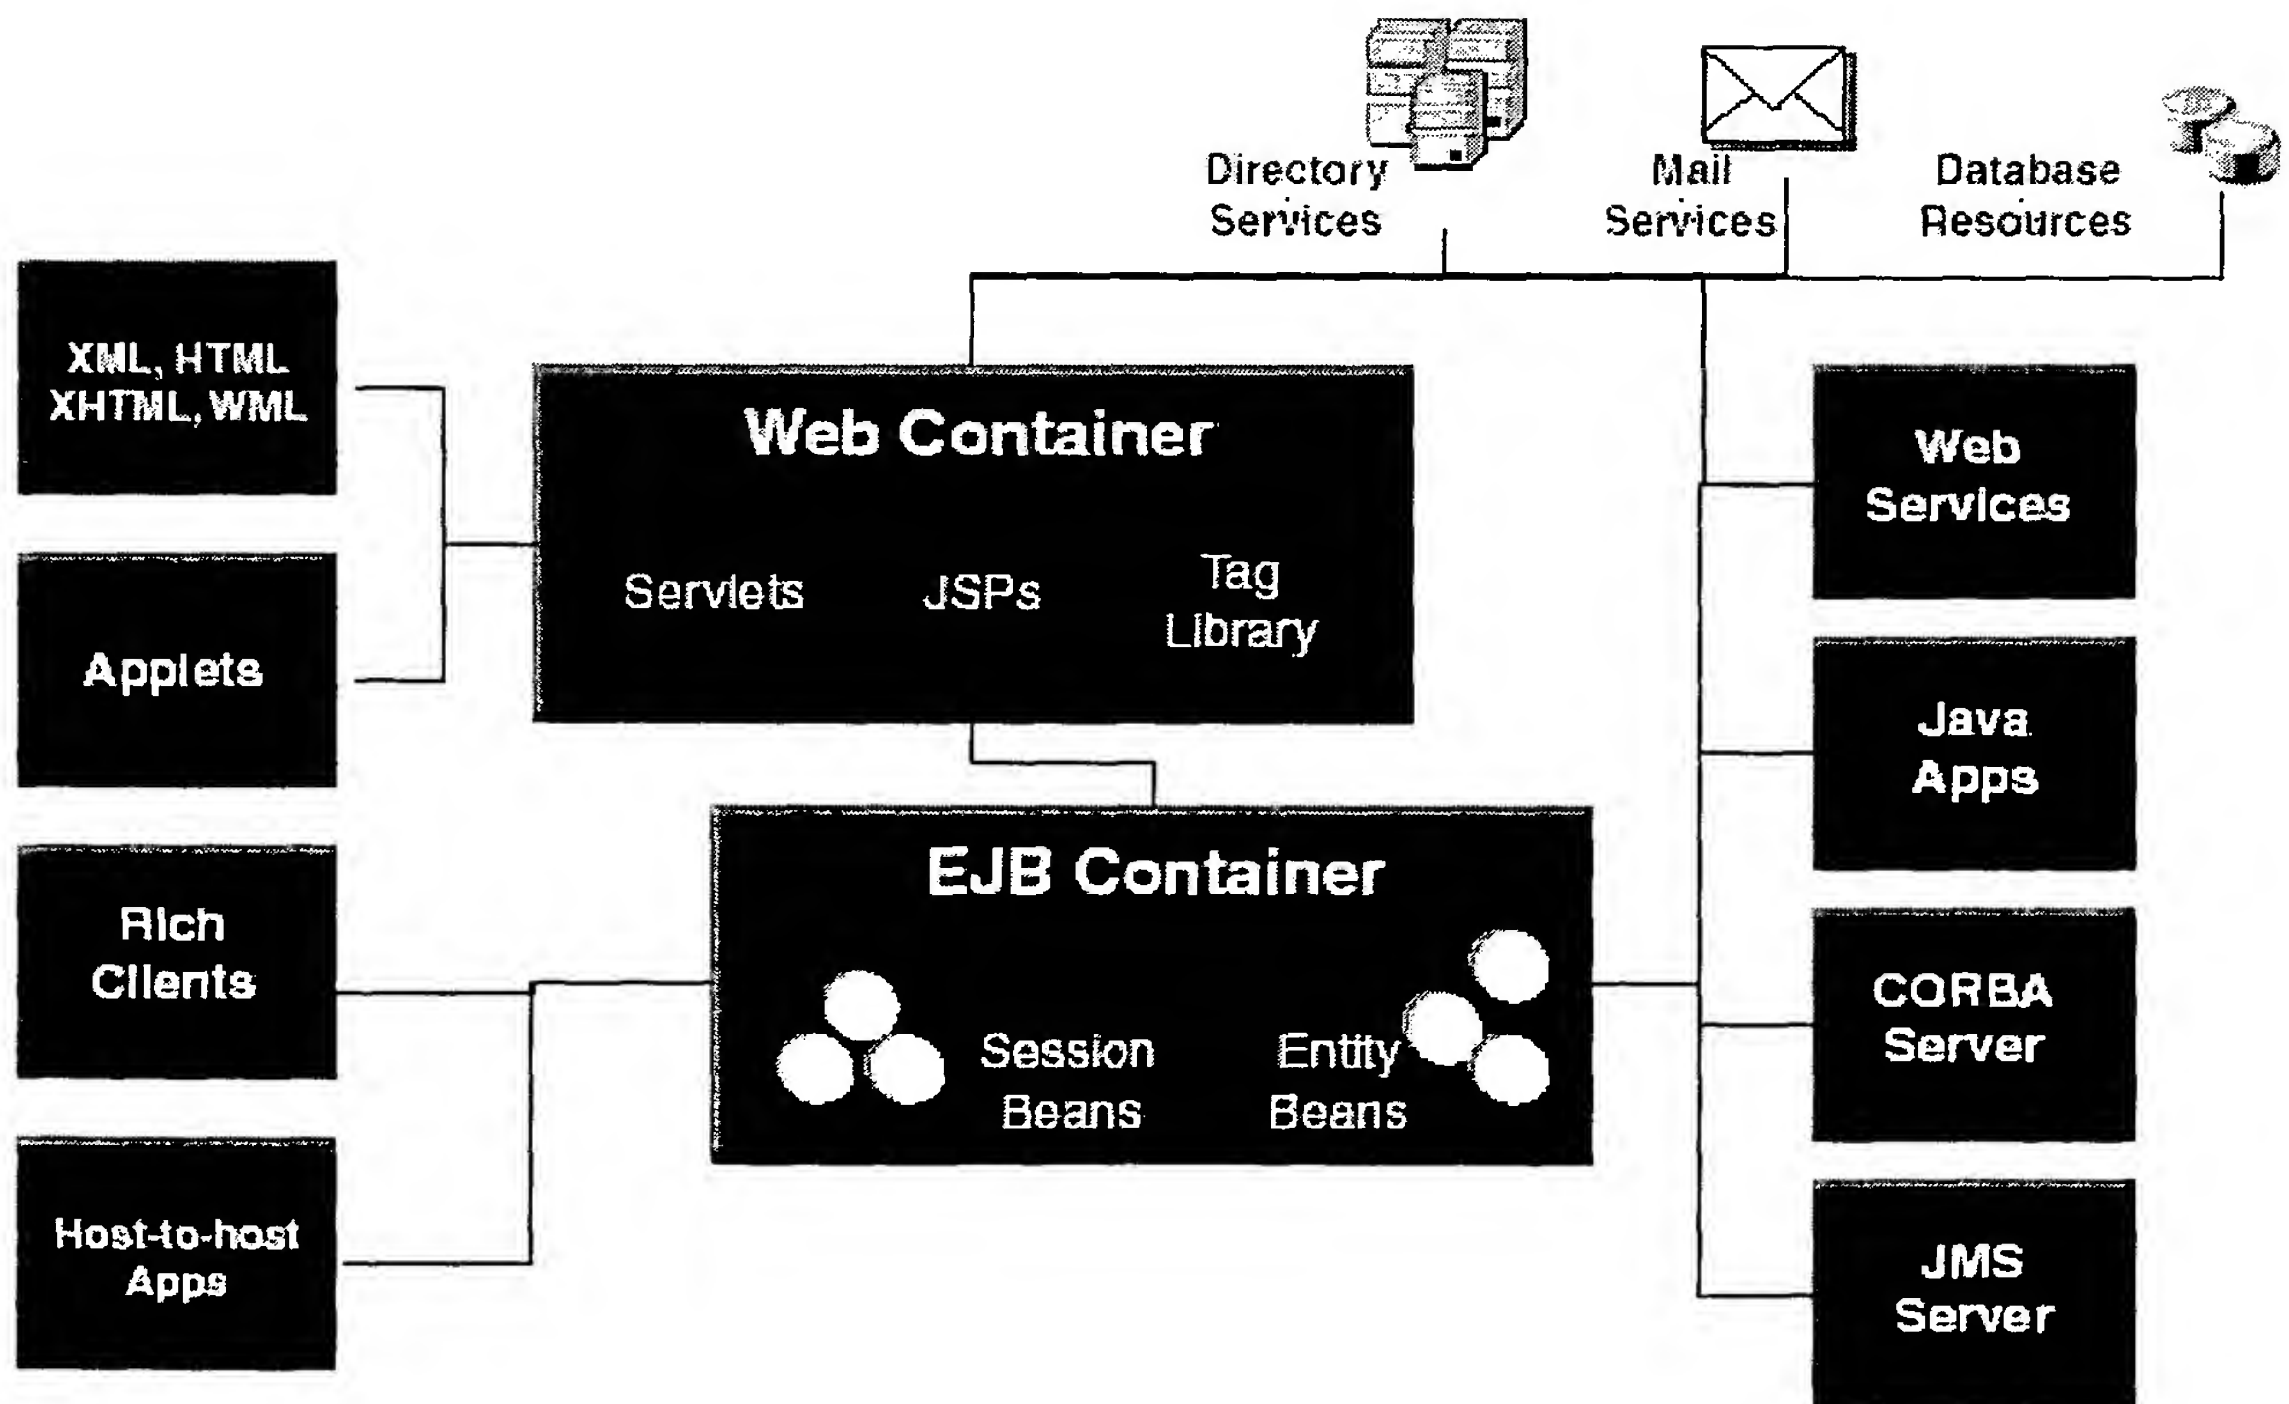 Directory
Services
Mail
Services
Database
Resources
XML, HTML
XHTML, WML
Applets
Rich
Clients
Host-to-host
Apps
Web Container
Servlets
JSPs
Tag
Library
EJB Container
Session
Beans
Entity
Beans
Web
Services
Java
Apps
CORBA
Server
JMS
Server